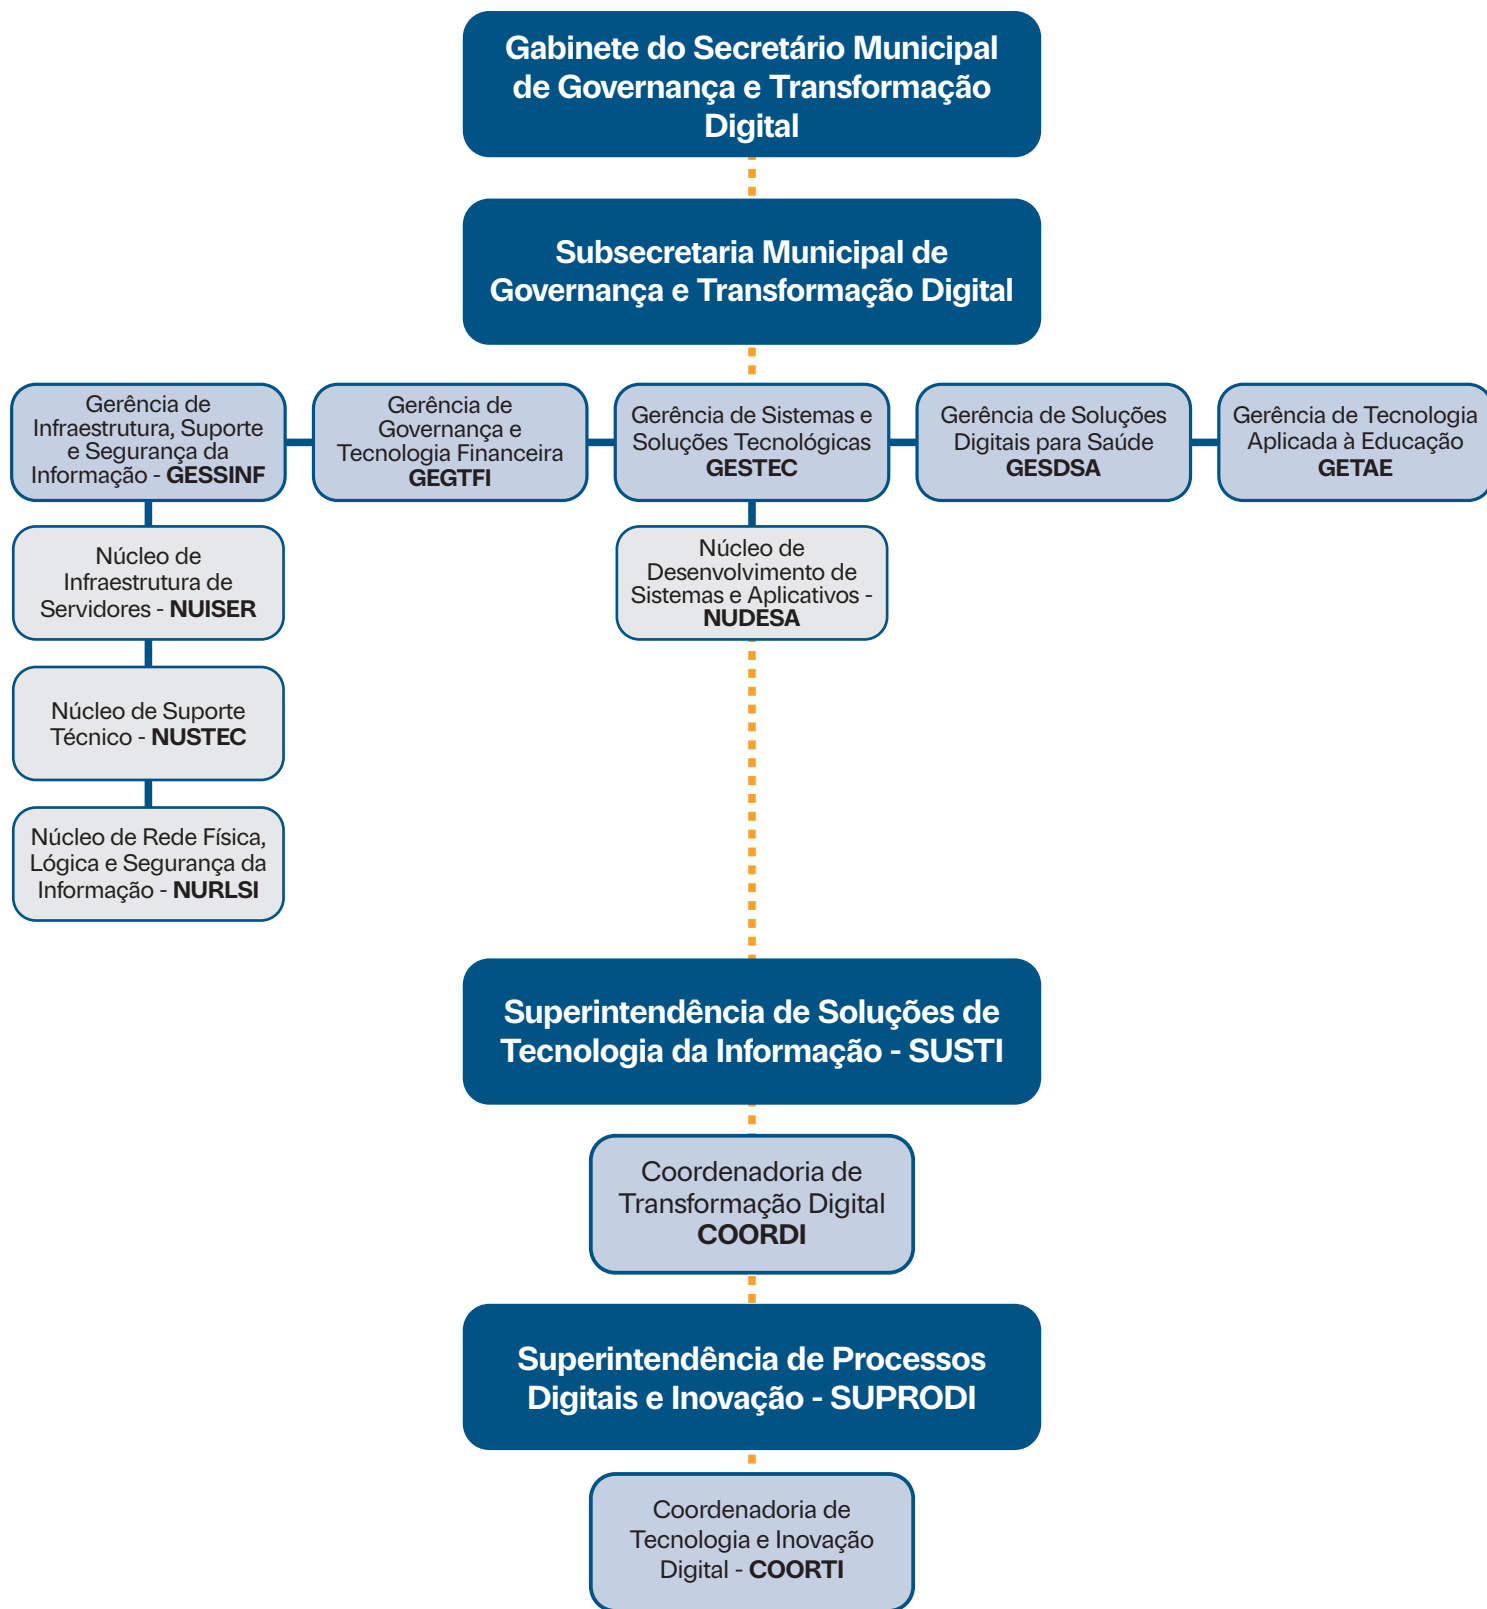 Gabinete do Secretário Municipal
de Governança e Transformação
Digital
Subsecretaria Municipal de
Governança e Transformação Digital
Gerência de
Infraestrutura, Suporte
e Segurança da
Informação - GESSINF
Gerência de
Governança e
Tecnologia Financeira
GEGTFI
Gerência de Sistemas e
Soluções Tecnológicas
GESTEC
Gerência de Soluções
Digitais para Saúde
GESDSA
Gerência de Tecnologia
Aplicada à Educação
GETAE
Núcleo de
Infraestrutura de
Servidores - NUISER
Núcleo de
Desenvolvimento de
Sistemas e Aplicativos -
NUDESA
Núcleo de Suporte
Técnico - NUSTEC
Núcleo de Rede Física,
Lógica e Segurança da
Informação - NURLSI
Superintendência de Soluções de
Tecnologia da Informação - SUSTI
Coordenadoria de
Transformação Digital
COORDI
Superintendência de Processos
Digitais e Inovação - SUPRODI
Coordenadoria de
Tecnologia e Inovação
Digital - COORTI